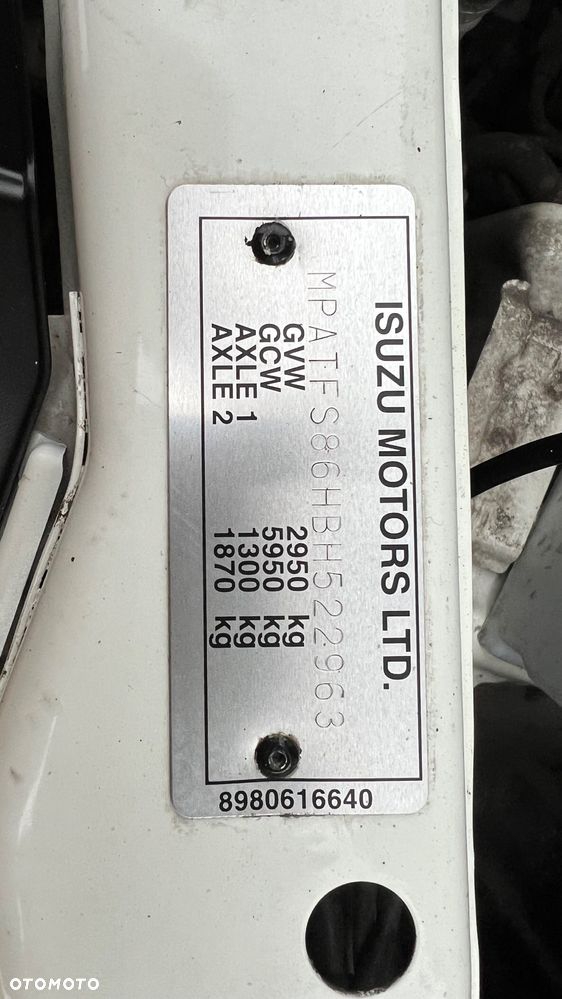 ISUZU MOTORS LTD.
MPATFS86HBH522963
GVW 2950 kg
GCW 5950 kg
AXLE 1 1300 kg
AXLE 2 1870 kg
8980616640
OTOMOTO